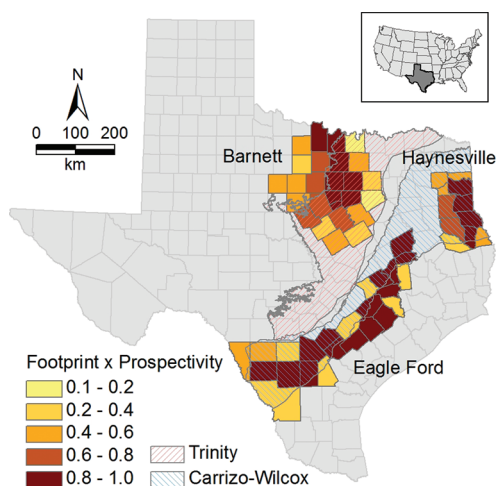 N
0 100 200
km
Barnett
Haynesville
Eagle Ford
Footprint x Prospectivity
0.1 - 0.2
0.2 - 0.4
0.4 - 0.6
0.6 - 0.8
0.8 - 1.0
Trinity
Carrizo-Wilcox